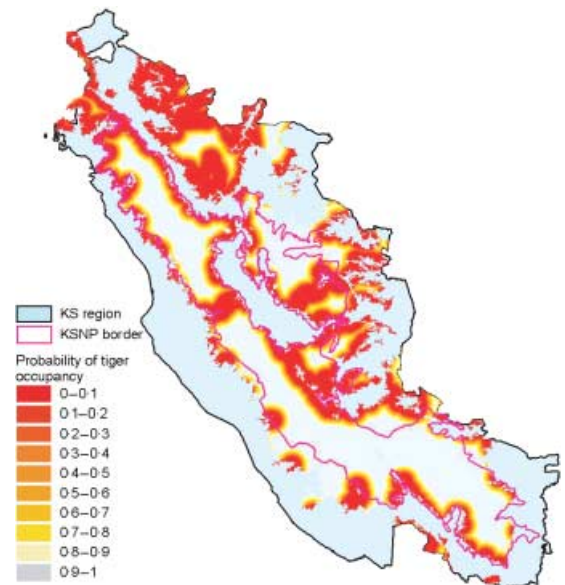 KS region
KSNP border
Probability of tiger
occupancy
0–0·1
0·1–0·2
0·2–0·3
0·3–0·4
0·4–0·5
0·5–0·6
0·6–0·7
0·7–0·8
0·8–0·9
0·9–1